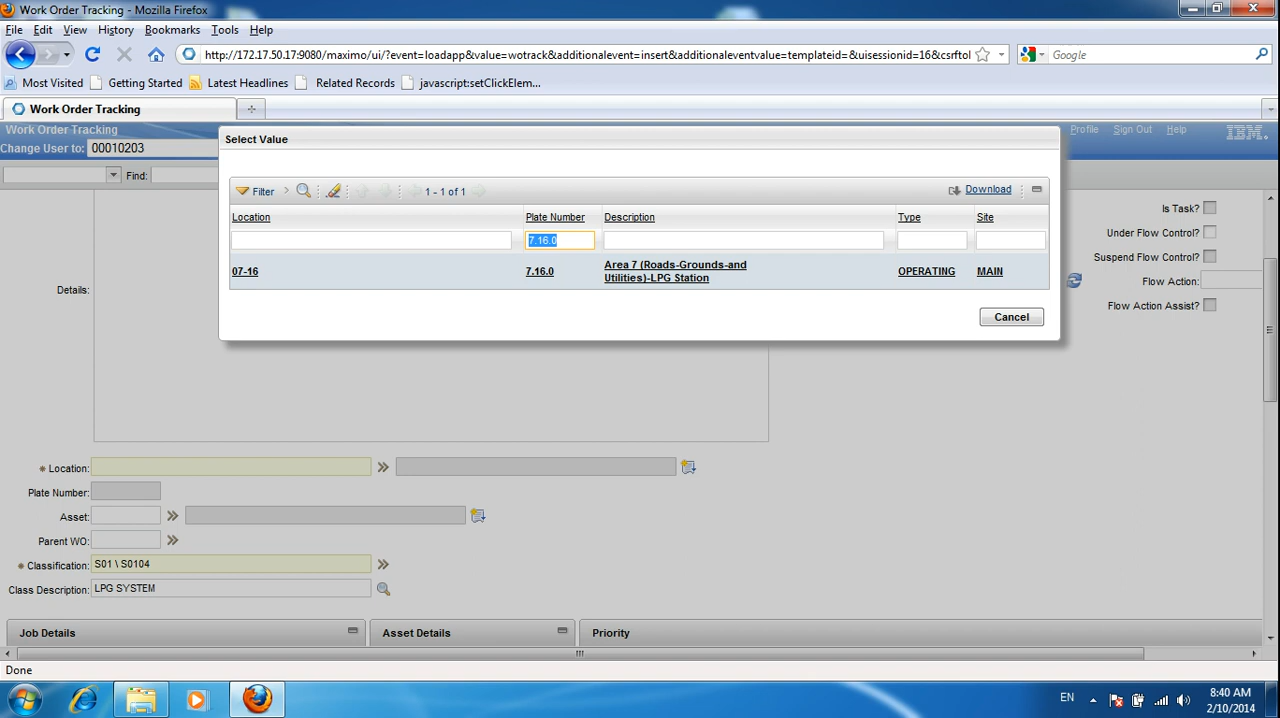 Work Order Tracking - Mozilla Firefox
File Edit View History Bookmarks Tools Help
http://172.17.50.17:9080/maximo/ui/?event=loadapp&value=wotrack&additionalevent=insert&additionaleventvalue=templateid=&uisessionid=16&csrftol
Google
Most Visited Getting Started Latest Headlines Related Records javascript:setClickElem...
Work Order Tracking
Work Order Tracking
Profile Sign Out Help IBM.
Change User to: 00010203
Find:
Select Value
Filter 1 - 1 of 1 Download
Location Plate Number Description Type Site
7.16.0
07-16 7.16.0 Area 7 (Roads-Grounds-and Utilities)-LPG Station OPERATING MAIN
Cancel
Is Task?
Under Flow Control?
Suspend Flow Control?
Flow Action:
Flow Action Assist?
Details:
Location:
Plate Number:
Asset:
Parent WO:
Classification: S01 \ S0104
Class Description: LPG SYSTEM
Job Details Asset Details Priority
Done
EN 8:40 AM
2/10/2014